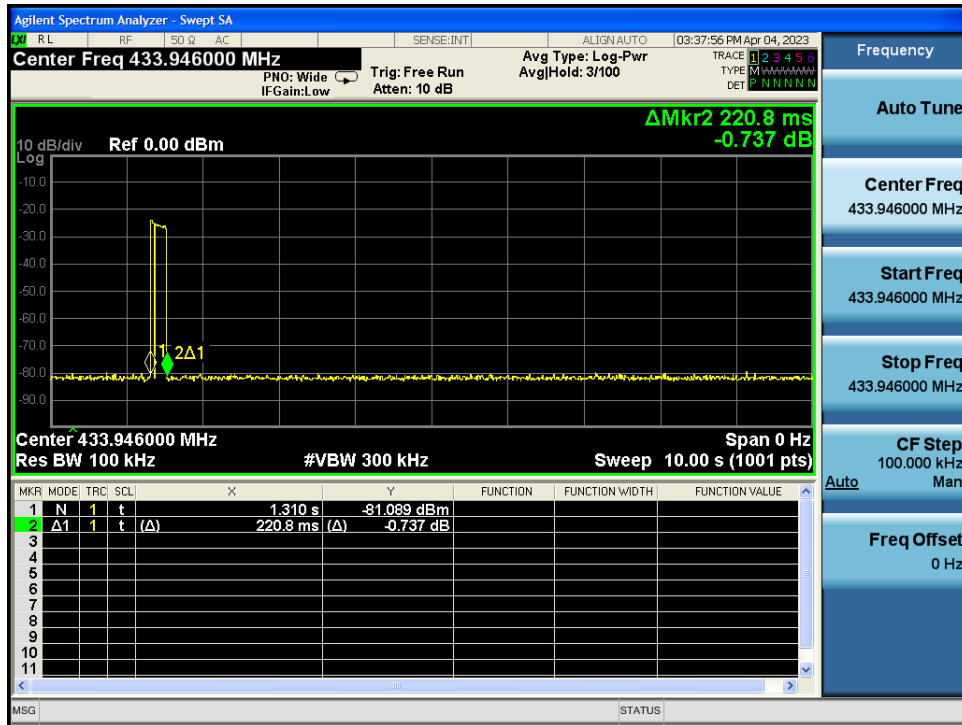 Agilent Spectrum Analyzer - Swept SA
LXI RL RF 50 Ω AC SENSE:INT ALIGN AUTO 03:37:56 PM Apr 04, 2023
Center Freq 433.946000 MHz
PNO: Wide Trig: Free Run
IFGain:Low Atten: 10 dB
Avg Type: Log-Pwr
Avg|Hold: 3/100
TRACE 1 2 3 4 5 6
TYPE M WWWWW
DET P N N N N N
ΔMkr2 220.8 ms
-0.737 dB
10 dB/div Ref 0.00 dBm
Log
-10.0
-20.0
-30.0
-40.0
-50.0
-60.0
-70.0
-80.0
-90.0
1 2Δ1
Center 433.946000 MHz Span 0 Hz
Res BW 100 kHz #VBW 300 kHz Sweep 10.00 s (1001 pts)
MKR MODE TRC SCL X Y FUNCTION FUNCTION WIDTH FUNCTION VALUE
1 N 1 t 1.310 s -81.089 dBm
2 Δ1 1 t (Δ) 220.8 ms (Δ) -0.737 dB
3
4
5
6
7
8
9
10
11
MSG STATUS
Frequency
Auto Tune
Center Freq
433.946000 MHz
Start Freq
433.946000 MHz
Stop Freq
433.946000 MHz
CF Step
100.000 kHz
Auto Man
Freq Offset
0 Hz